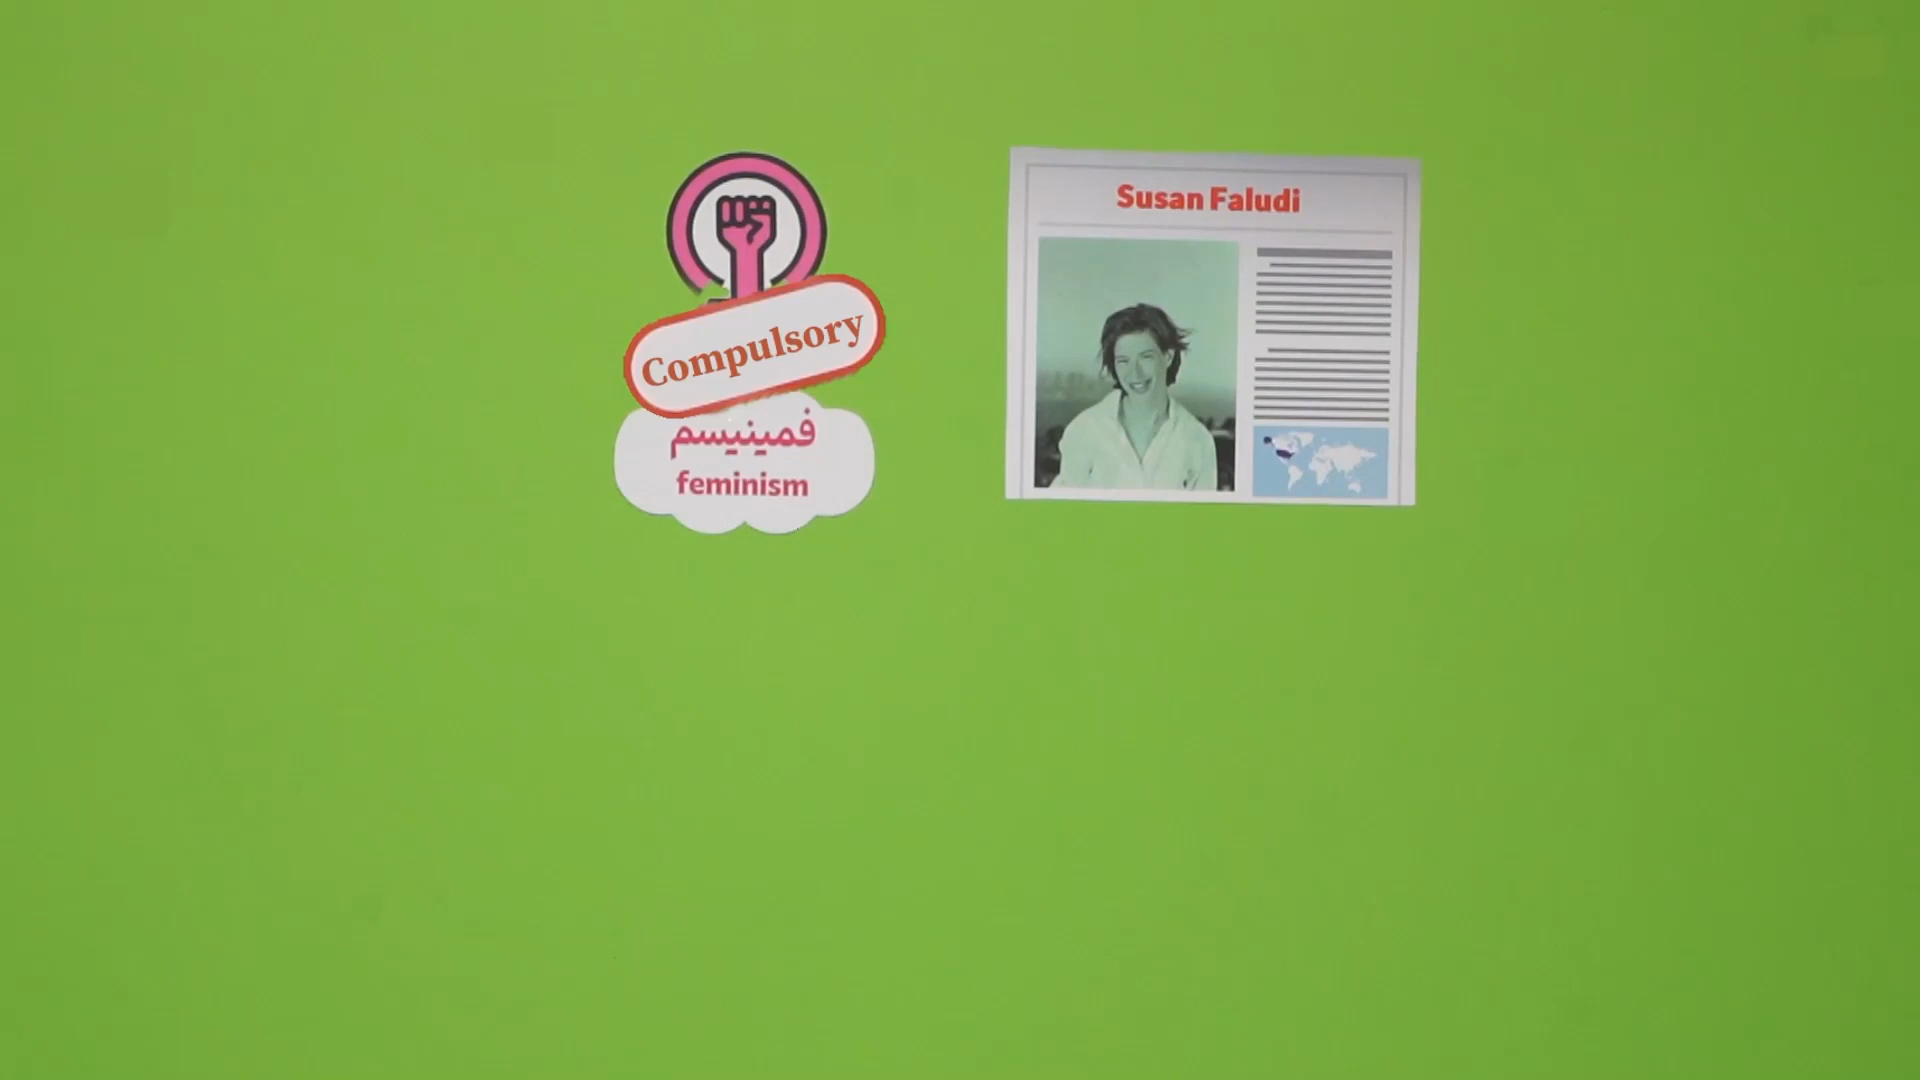 Compulsory
فمینیسم
feminism
Susan Faludi